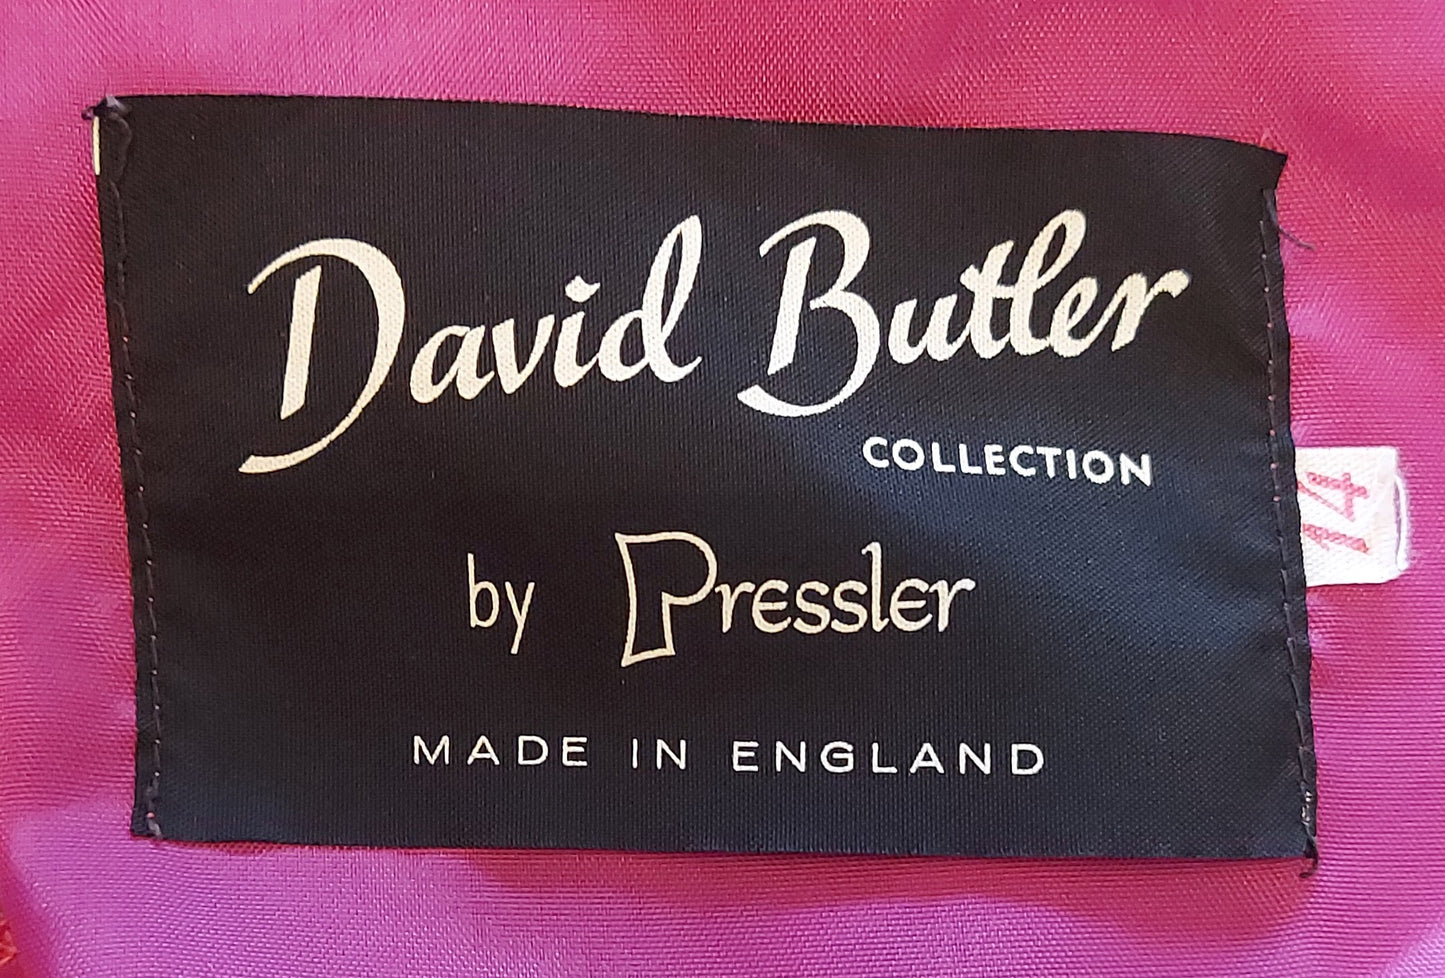 David Butler
COLLECTION
by Pressler
MADE IN ENGLAND
14